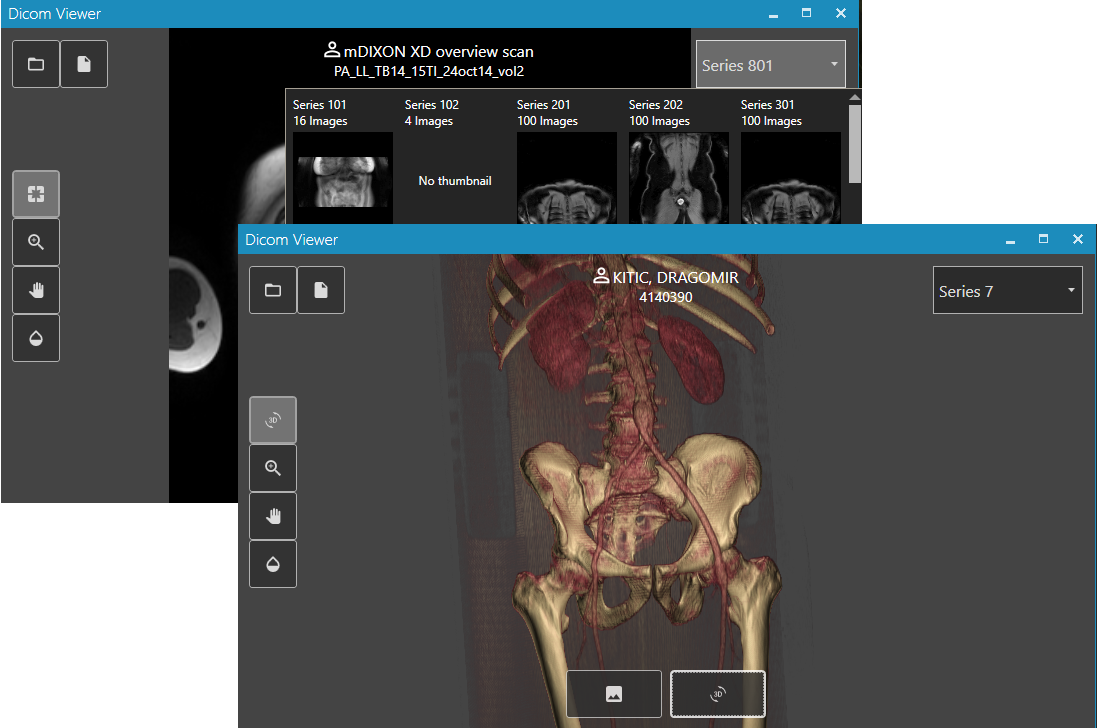 Dicom Viewer
mDIXON XD overview scan
PA_LL_TB14_15TI_24oct14_vol2
Series 801
Series 101
16 Images
Series 102
4 Images
No thumbnail
Series 201
100 Images
Series 202
100 Images
Series 301
100 Images
Dicom Viewer
KITIC, DRAGOMIR
4140390
Series 7
3D
3D